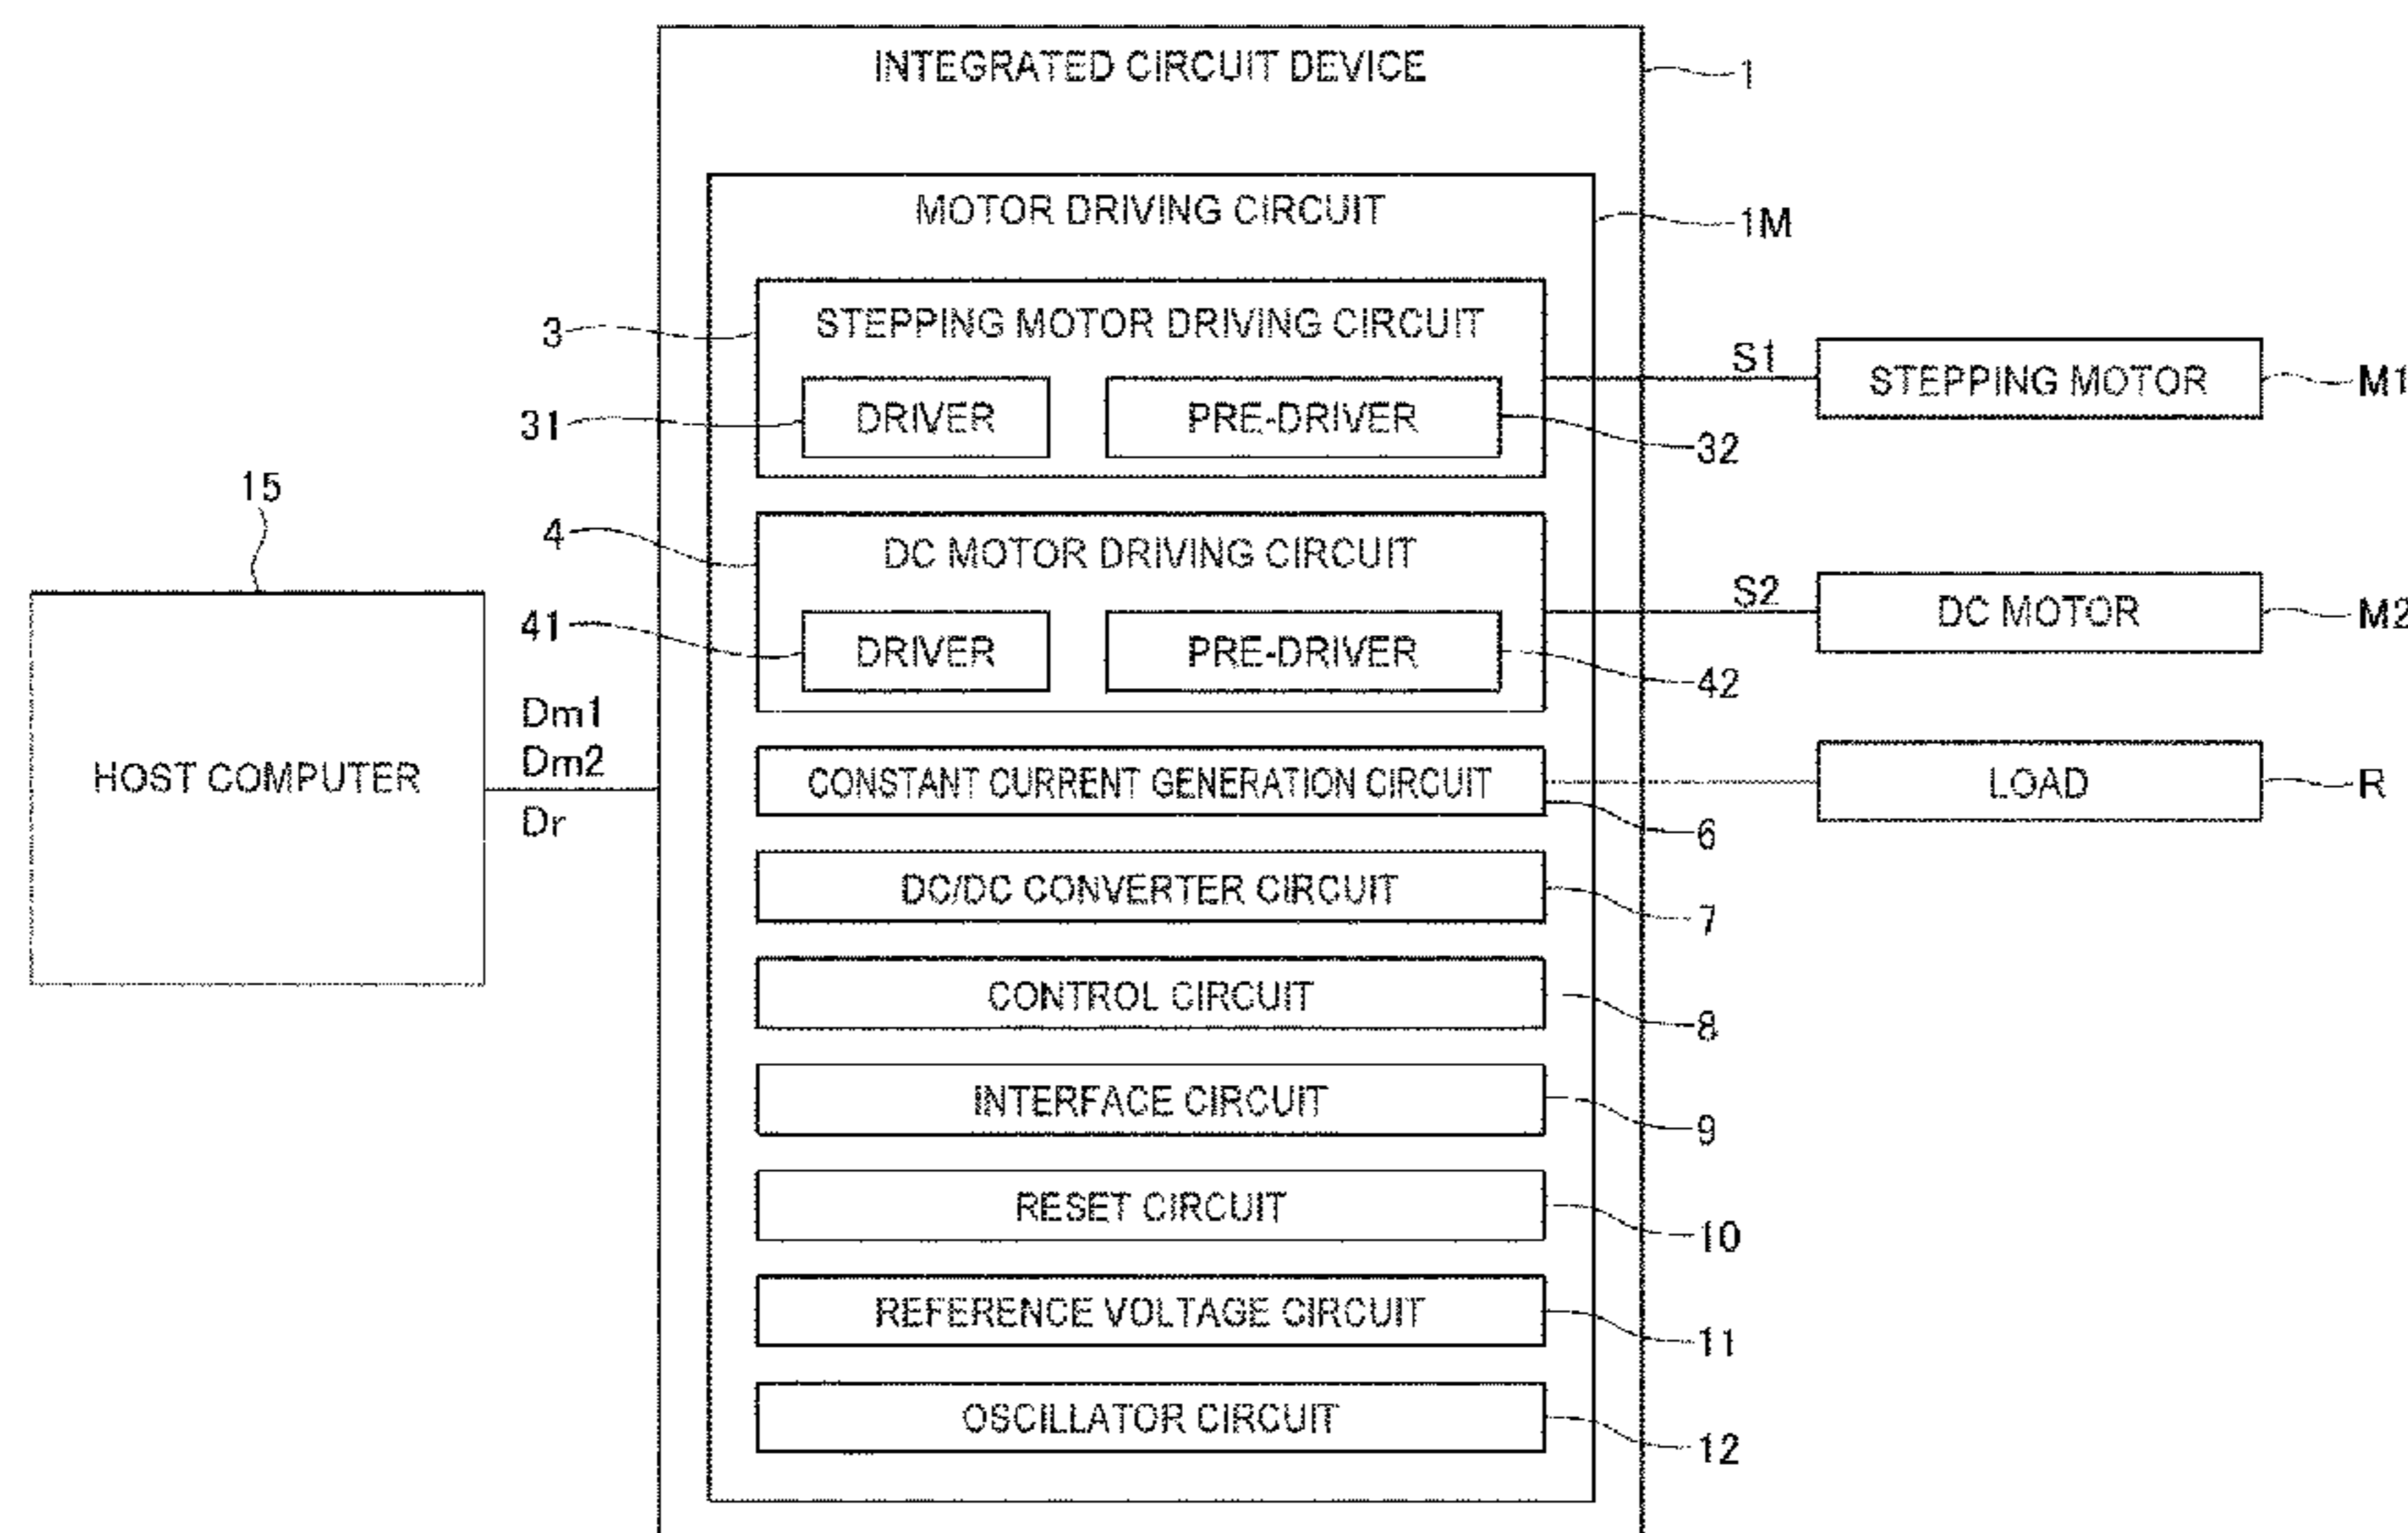 INTEGRATED CIRCUIT DEVICE
1
MOTOR DRIVING CIRCUIT
1M
3
STEPPING MOTOR DRIVING CIRCUIT
31
DRIVER
PRE-DRIVER
32
S1
STEPPING MOTOR
M1
15
4
DC MOTOR DRIVING CIRCUIT
41
DRIVER
PRE-DRIVER
42
S2
DC MOTOR
M2
HOST COMPUTER
Dm1
Dm2
Dr
CONSTANT CURRENT GENERATION CIRCUIT
6
LOAD
R
DC/DC CONVERTER CIRCUIT
7
CONTROL CIRCUIT
8
INTERFACE CIRCUIT
9
RESET CIRCUIT
10
REFERENCE VOLTAGE CIRCUIT
11
OSCILLATOR CIRCUIT
12